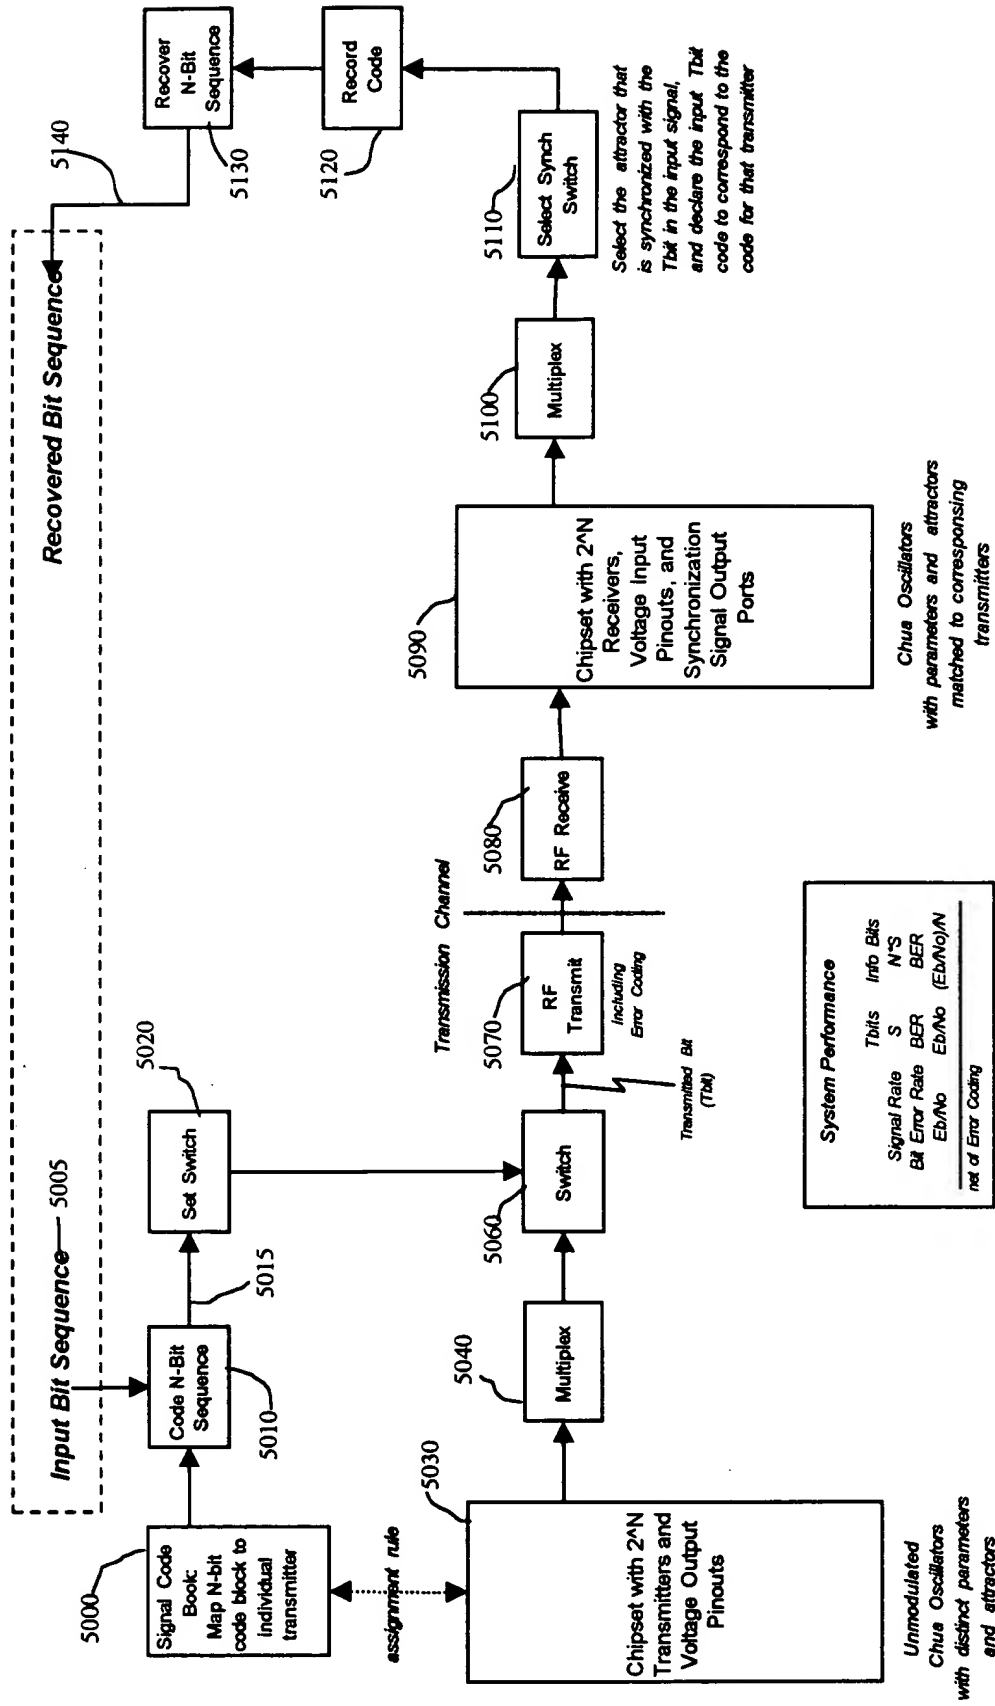 Input Bit Sequence
5005
Recovered Bit Sequence
5140
5000
Signal Code
Book:
Map N-bit
code block to
individual
transmitter
Code N-Bit
Sequence
5010
5015
Set Switch
5020
Recover
N-Bit
Sequence
5130
Record
Code
5120
assignment rule
5030
Chipset with 2^N
Transmitters and
Voltage Output
Pinouts
Unmodulated
Chua Oscillators
with distinct parameters
and attractors
5040
Multiplex
5060
Switch
Transmitted Bit
(Tbit)
5070
RF
Transmit
Including
Error Coding
Transmission Channel
5080
RF Receive
5090
Chipset with 2^N
Receivers,
Voltage Input
Pinouts, and
Synchronization
Signal Output
Ports
Chua Oscillators
with parameters and attractors
matched to corresponsing
transmitters
5100
Multiplex
5110
Select Synch
Switch
Select the attractor that
is synchronized with the
Tbit in the input signal,
and declare the input Tbit
code to correspond to the
code for that transmitter
System Performance
Tbits Info Bits
Signal Rate S N*S
Bit Error Rate BER BER
Eb/No Eb/No (Eb/No)/N
net of Error Coding